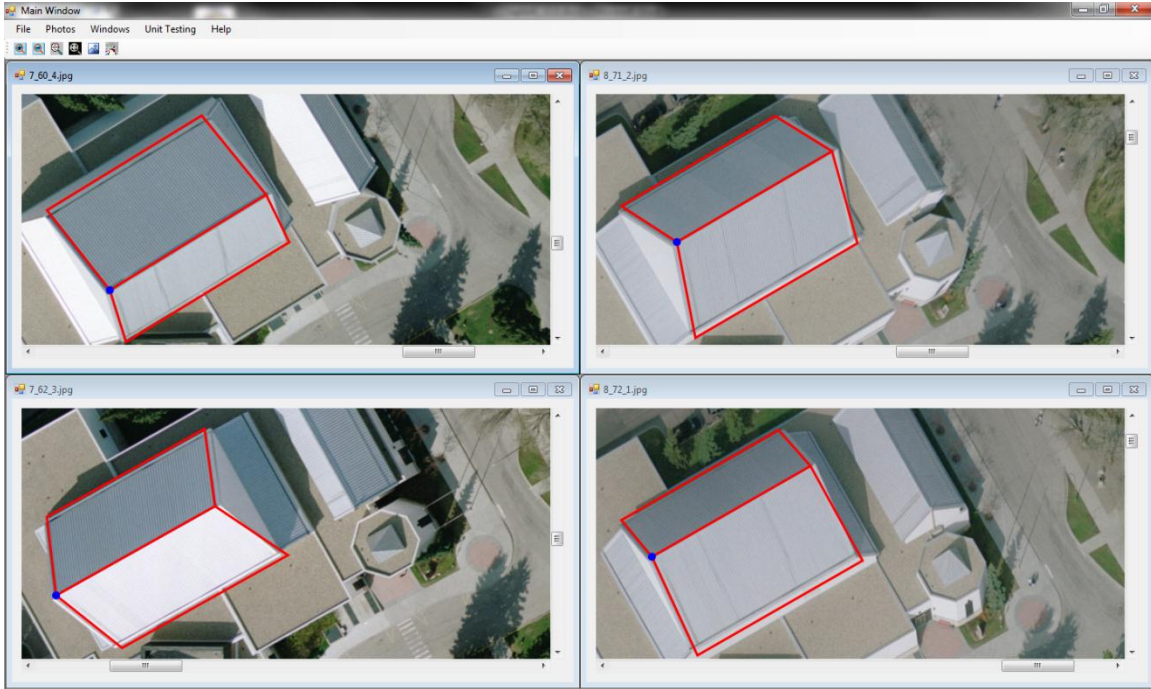 Main Window
File Photos Windows Unit Testing Help
7_60_4.jpg
8_71_2.jpg
7_62_3.jpg
8_72_1.jpg